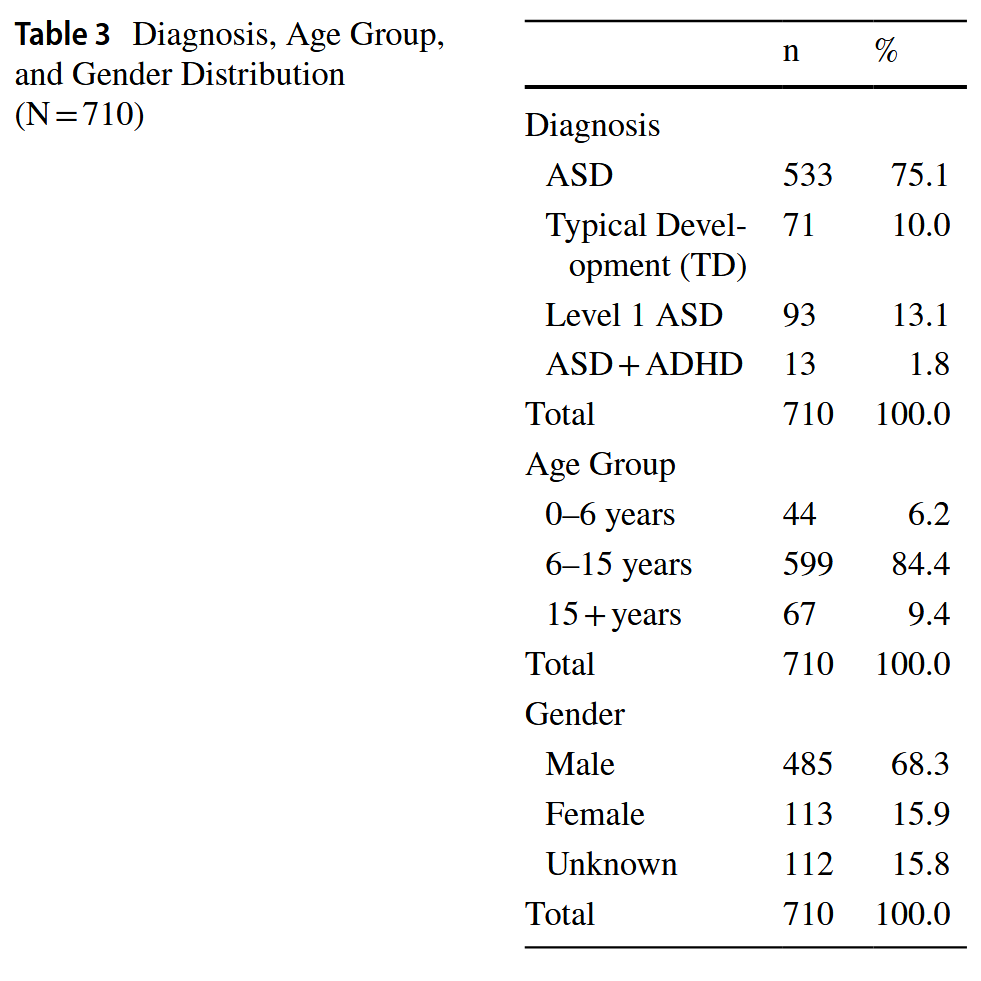 Table 3 Diagnosis, Age Group,
and Gender Distribution
(N=710)
n %
Diagnosis
ASD 533 75.1
Typical Devel- 71 10.0
opment (TD)
Level 1 ASD 93 13.1
ASD+ADHD 13 1.8
Total 710 100.0
Age Group
0–6 years 44 6.2
6–15 years 599 84.4
15+years 67 9.4
Total 710 100.0
Gender
Male 485 68.3
Female 113 15.9
Unknown 112 15.8
Total 710 100.0